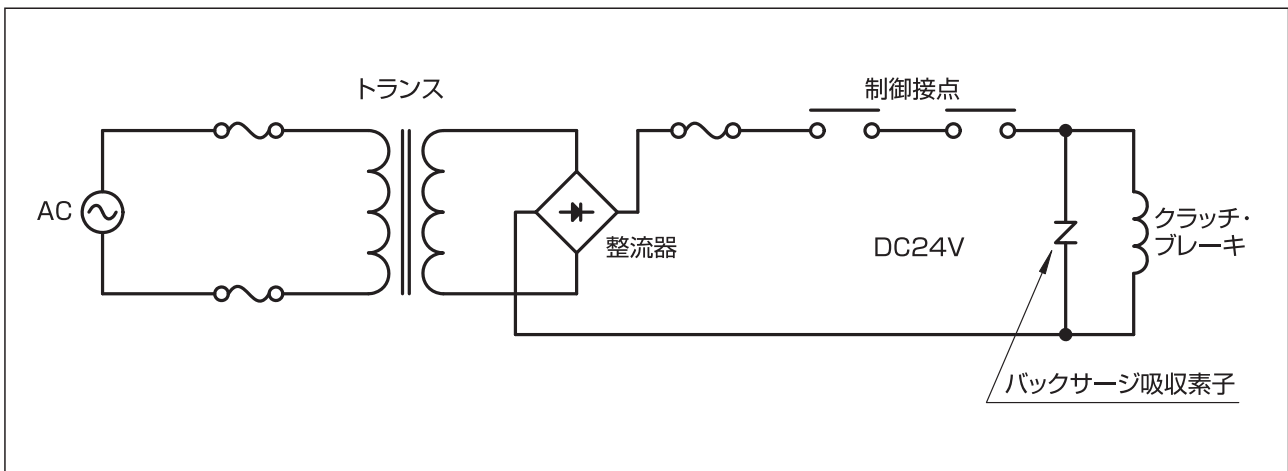 トランス
制御接点
AC
整流器
DC24V
クラッチ・
ブレーキ
バックサージ吸収素子